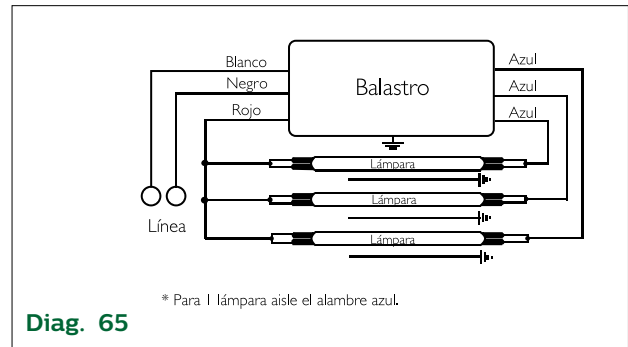 Blanco
Negro
Rojo
Balastro
Azul
Azul
Azul
Lámpara
Lámpara
Lámpara
Línea
* Para 1 lámpara aisle el alambre azul.
Diag. 65